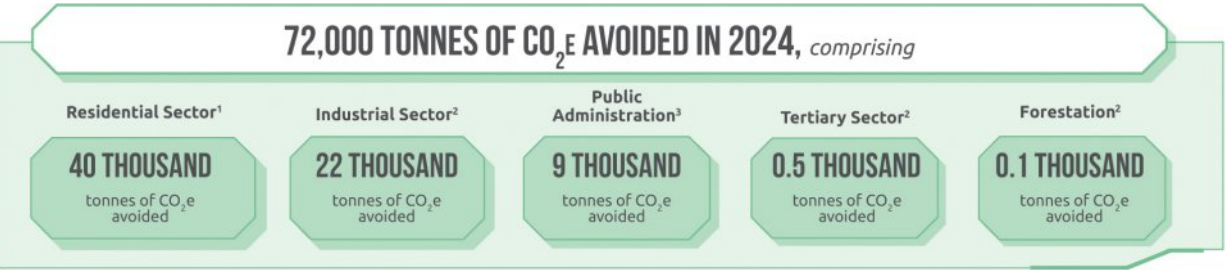 72,000 TONNES OF CO₂E AVOIDED IN 2024, comprising
Residential Sector¹
Industrial Sector²
Public
Administration³
Tertiary Sector²
Forestation²
40 THOUSAND
tonnes of CO₂e
avoided
22 THOUSAND
tonnes of CO₂e
avoided
9 THOUSAND
tonnes of CO₂e
avoided
0.5 THOUSAND
tonnes of CO₂e
avoided
0.1 THOUSAND
tonnes of CO₂e
avoided